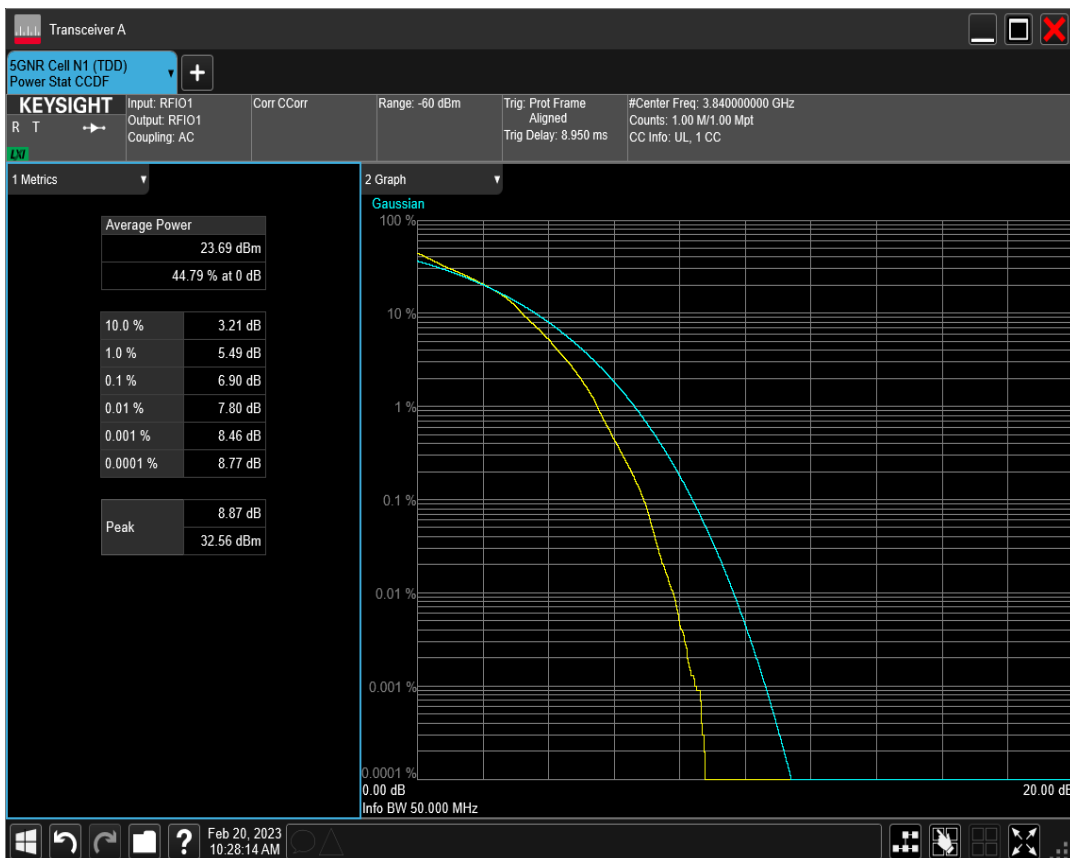 Transceiver A
5GNR Cell N1 (TDD)
Power Stat CCDF
KEYSIGHT
R T
LXI
Input: RFIO1
Output: RFIO1
Coupling: AC
Corr CCorr
Range: -60 dBm
Trig: Prot Frame
Aligned
Trig Delay: 8.950 ms
#Center Freq: 3.840000000 GHz
Counts: 1.00 M/1.00 Mpt
CC Info: UL, 1 CC
1 Metrics
Average Power
23.69 dBm
44.79 % at 0 dB
10.0 % 3.21 dB
1.0 % 5.49 dB
0.1 % 6.90 dB
0.01 % 7.80 dB
0.001 % 8.46 dB
0.0001 % 8.77 dB
Peak 8.87 dB
32.56 dBm
2 Graph
Gaussian
100 %
10 %
1 %
0.1 %
0.01 %
0.001 %
0.0001 %
0.00 dB 20.00 dB
Info BW 50.000 MHz
? Feb 20, 2023
10:28:14 AM